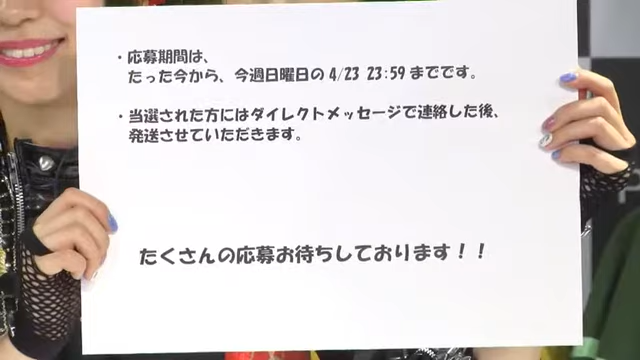 ・応募期間は、
たった今から、今週日曜日の4/23 23:59までです。
・当選された方にはダイレクトメッセージで連絡した後、
発送させていただきます。
たくさんの応募お待ちしております！！